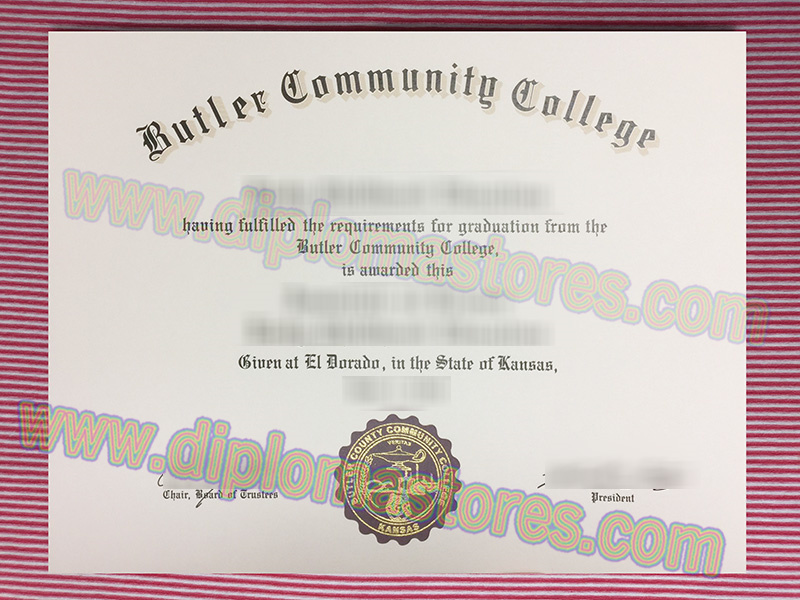 Butler Community College
www.diplomastores.com
having fulfilled the requirements for graduation from the
Butler Community College,
is awarded this
Given at El Dorado, in the State of Kansas,
www.diplomastores.com
BUTLER COUNTY COMMUNITY COLLEGE
VERITAS
KANSAS
Chair, Board of Trustees
President